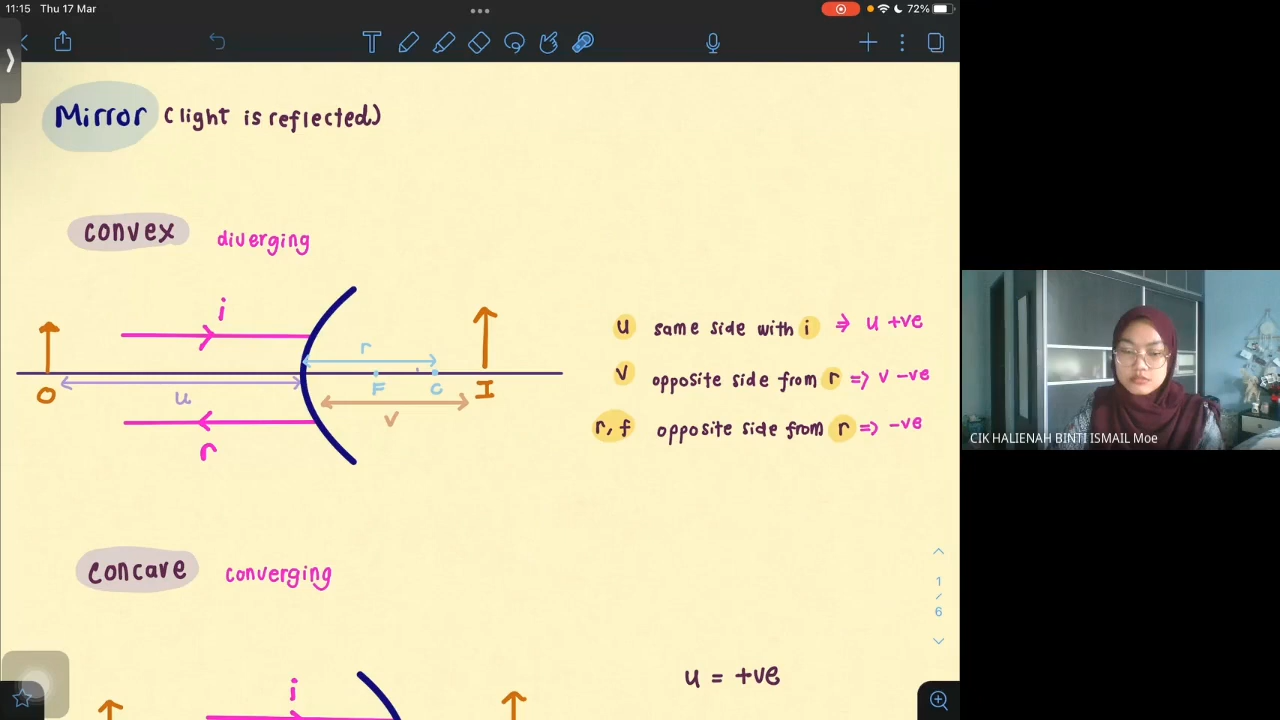 11:15 Thu 17 Mar
72%
T
Mirror (light is reflected)
convex diverging
i
r
F C
O I
u
v
r
u same side with i ⇒ u +ve
v opposite side from r => v -ve
r, f opposite side from r => -ve
CIK HALIENAH BINTI ISMAIL Moe
concave converging
1
/
6
u = +ve
i